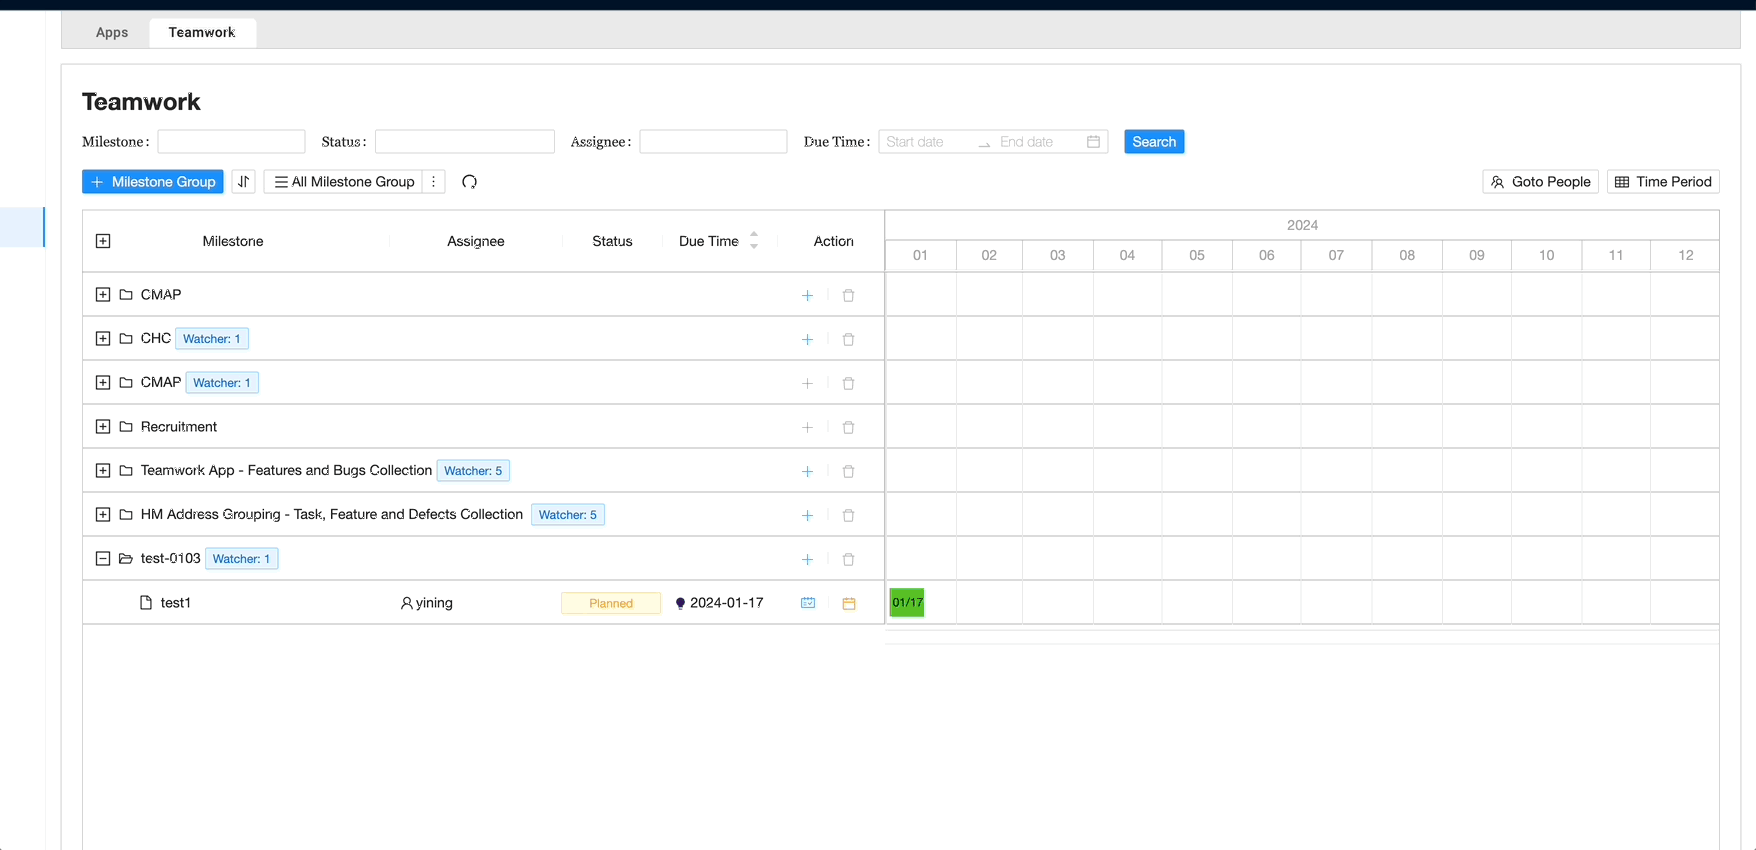 Apps Teamwork
Teamwork
Milestone: Status: Assignee: Due Time: Start date End date Search
Milestone Group All Milestone Group Goto People Time Period
Milestone Assignee Status Due Time Action 2024
01 02 03 04 05 06 07 08 09 10 11 12
CMAP
CHC Watcher: 1
CMAP Watcher: 1
Recruitment
Teamwork App - Features and Bugs Collection Watcher: 5
HM Address Grouping - Task, Feature and Defects Collection Watcher: 5
test-0103 Watcher: 1
test1 yining Planned 2024-01-17 01/17